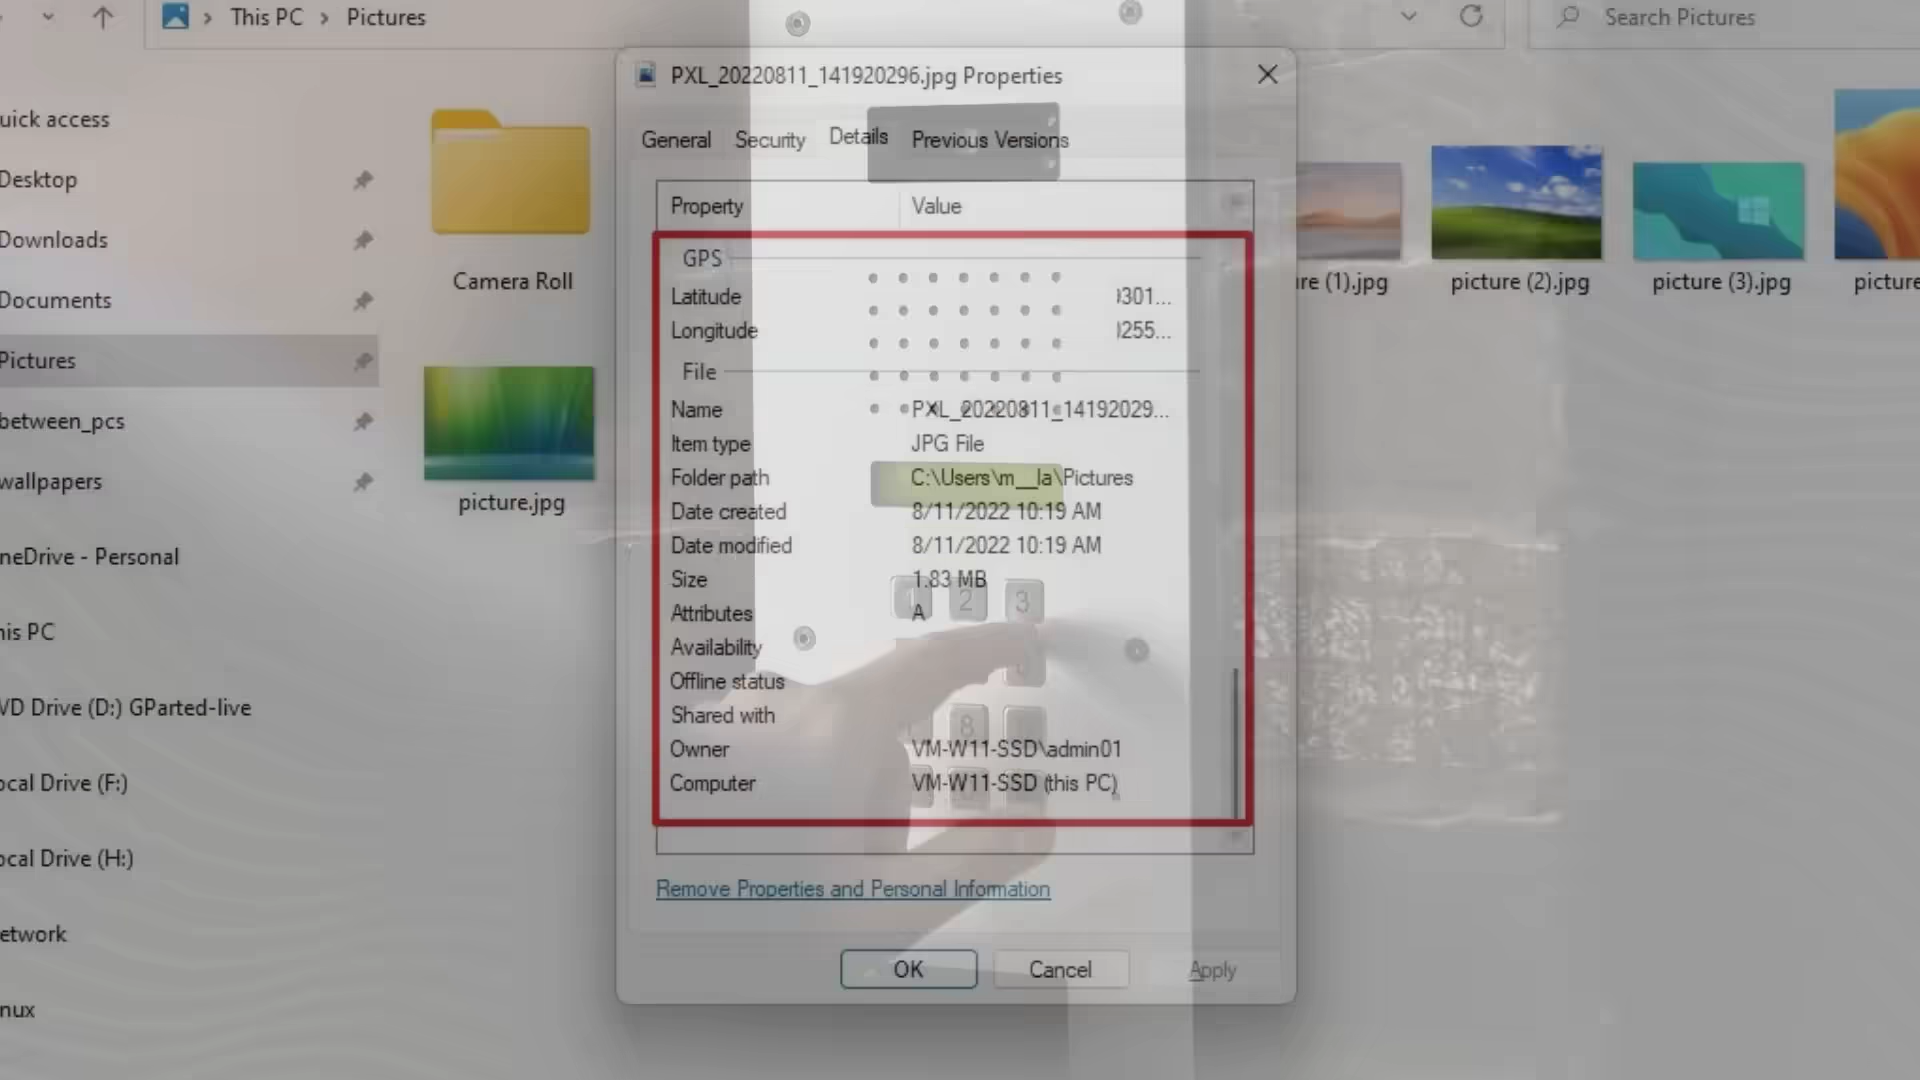 This PC > Pictures
Search Pictures
uick access
Desktop
Downloads
Documents
Pictures
between_pcs
wallpapers
neDrive - Personal
his PC
VD Drive (D:) GParted-live
ocal Drive (F:)
ocal Drive (H:)
etwork
nux
Camera Roll
picture.jpg
re (1).jpg
picture (2).jpg
picture (3).jpg
picture
PXL_20220811_141920296.jpg Properties
General Security Details Previous Versions
Property Value
GPS
Latitude 301...
Longitude 255...
File
Name PXL_20220811_14192029...
Item type JPG File
Folder path C:\Users\m__la\Pictures
Date created 8/11/2022 10:19 AM
Date modified 8/11/2022 10:19 AM
Size 1.83 MB
Attributes A
Availability
Offline status
Shared with
Owner VM-W11-SSD\admin01
Computer VM-W11-SSD (this PC)
Remove Properties and Personal Information
OK Cancel Apply
1 2 3
8